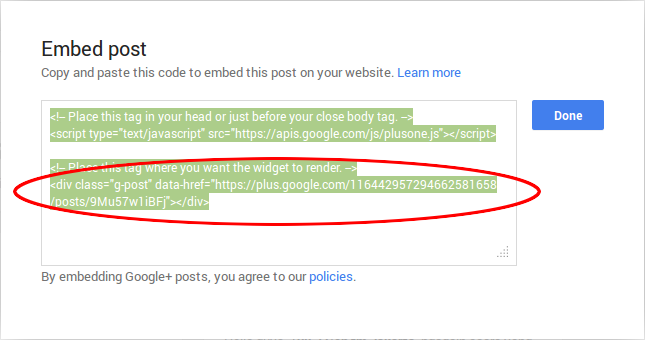 Embed post
Copy and paste this code to embed this post on your website. Learn more
<!-- Place this tag in your head or just before your close body tag. -->
<script type="text/javascript" src="https://apis.google.com/js/plusone.js"></script>
Done
<!-- Place this tag where you want the widget to render. -->
<div class="g-post" data-href="https://plus.google.com/116442957294662581658
/posts/9Mu57w1iBFj"></div>
By embedding Google+ posts, you agree to our policies.